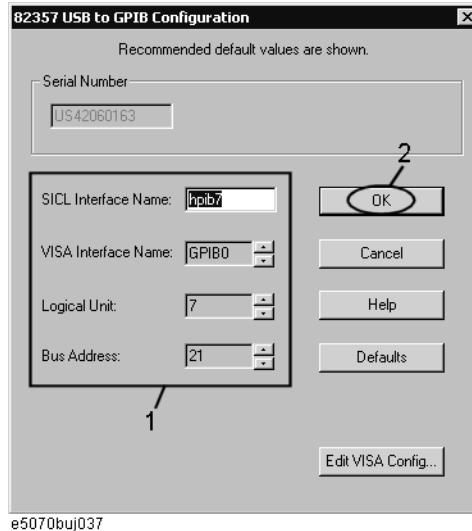 82357 USB to GPIB Configuration
Recommended default values are shown.
Serial Number
US42060163
2
SICL Interface Name: hpib7 OK
VISA Interface Name: GPIB0 Cancel
Logical Unit: 7 Help
Bus Address: 21 Defaults
1
Edit VISA Config...
e5070buj037